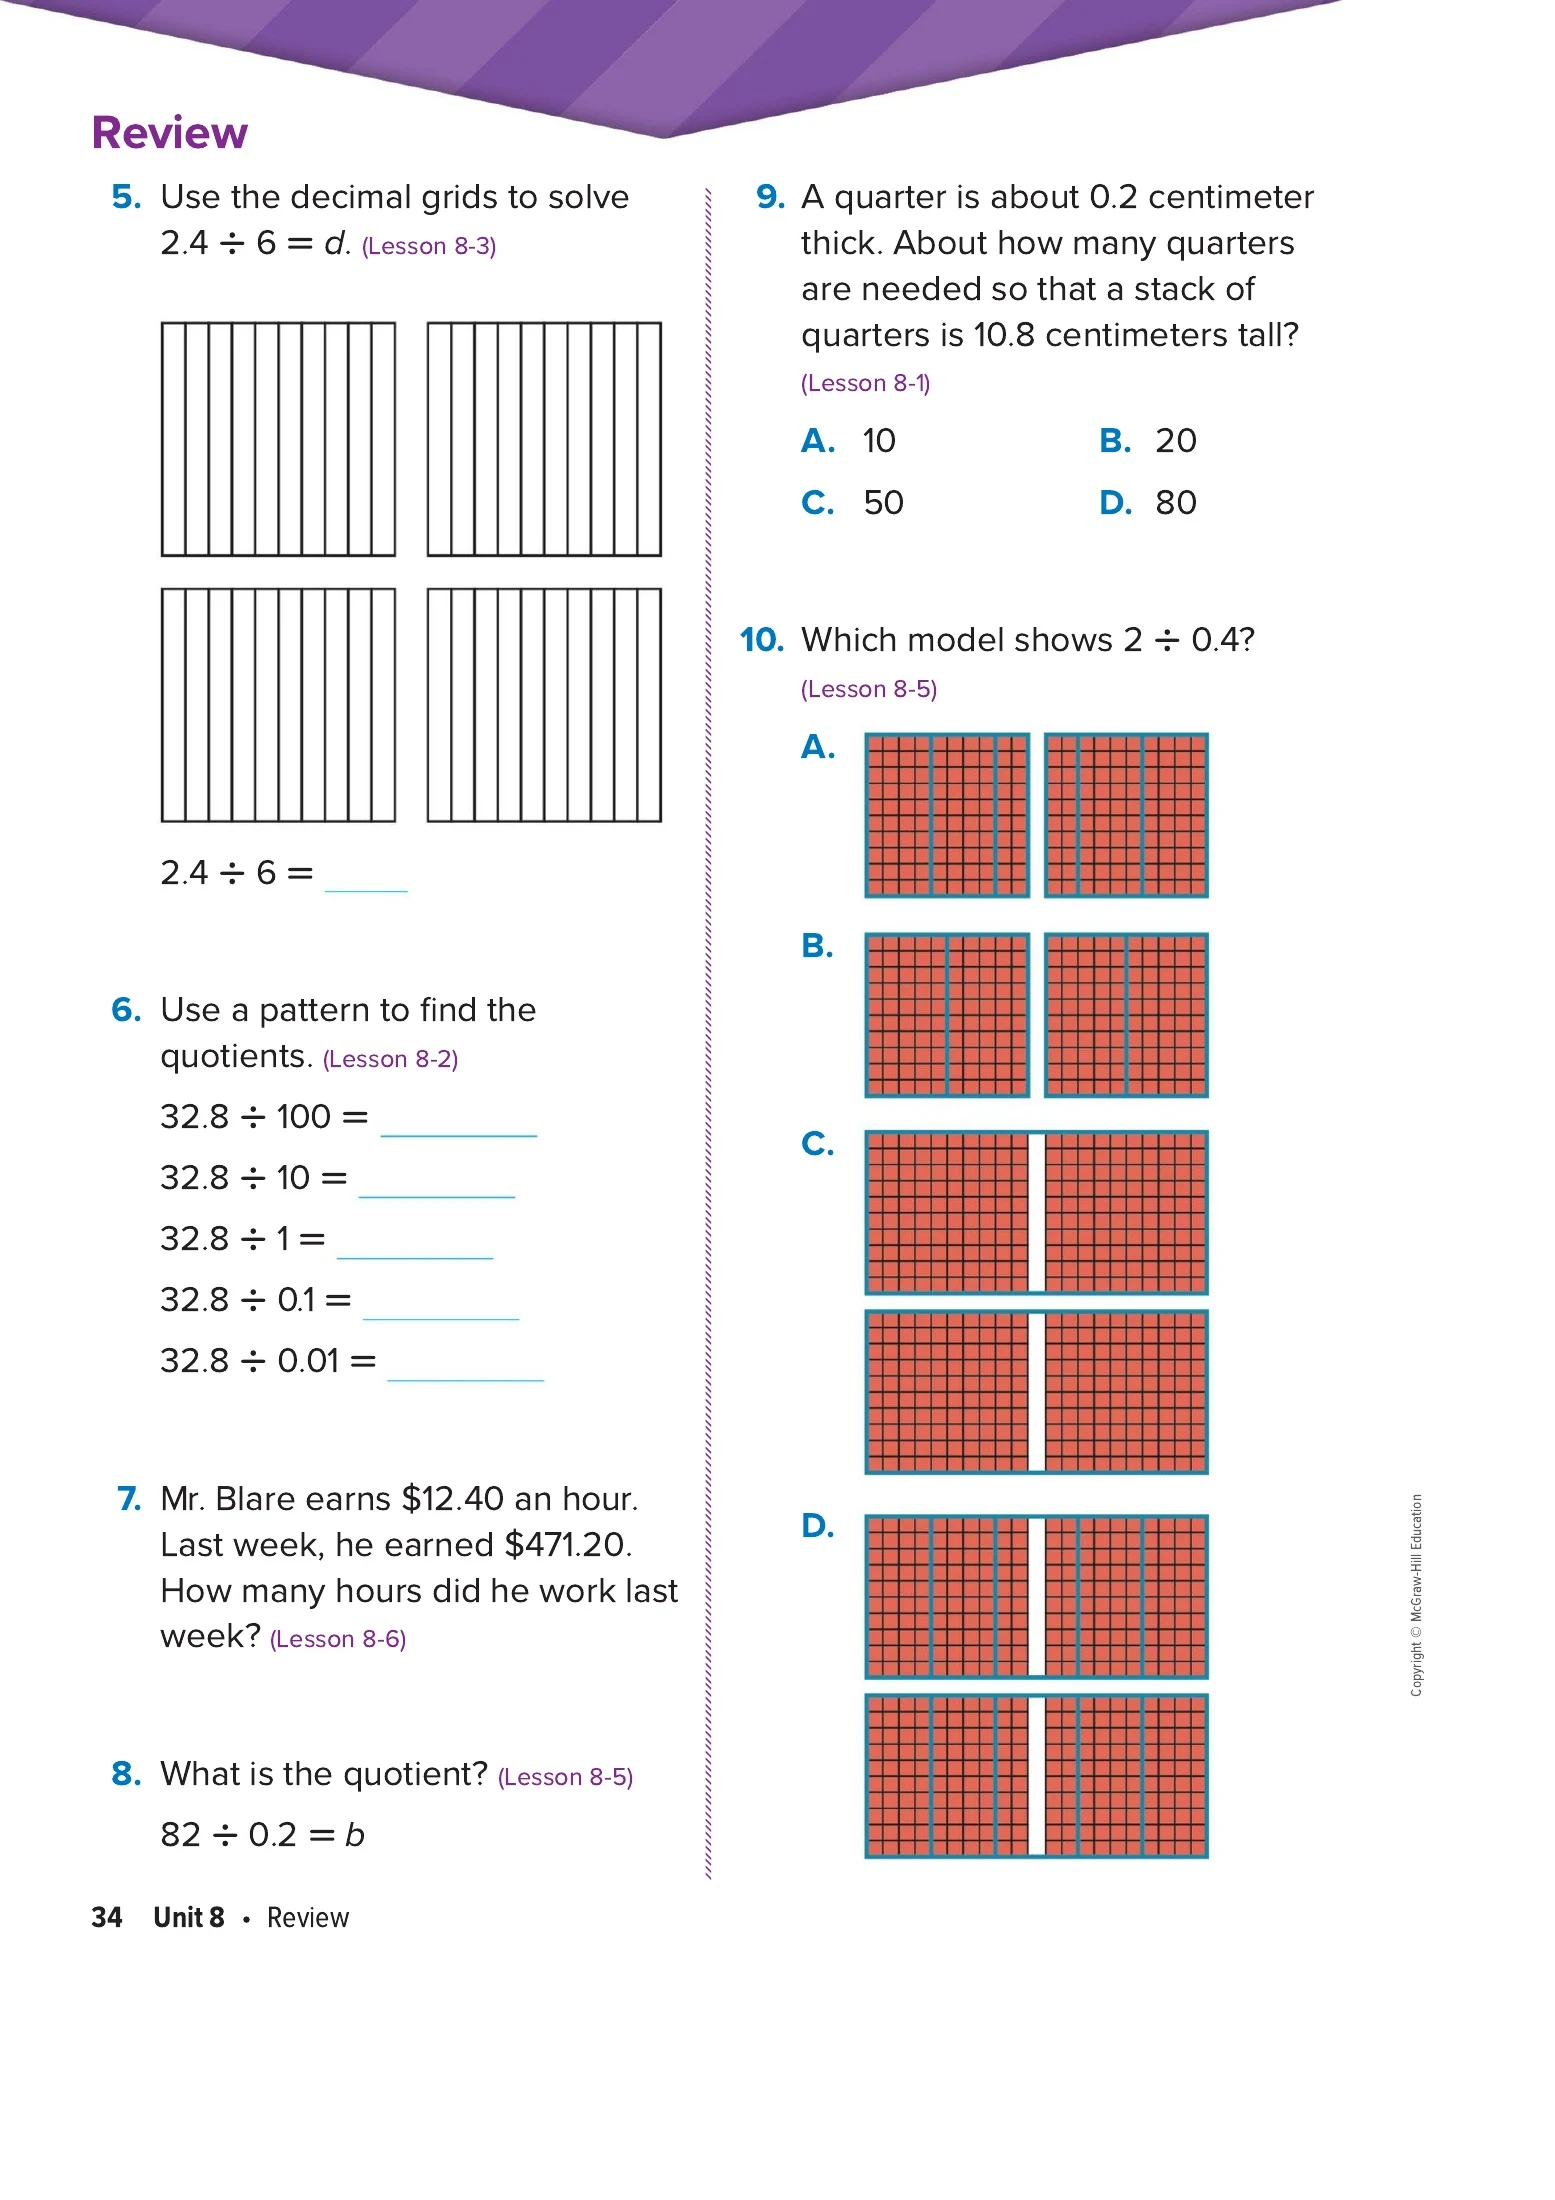 Review
5. Use the decimal grids to solve
2.4 ÷ 6 = d. (Lesson 8-3)
2.4 ÷ 6 = ____
6. Use a pattern to find the
quotients. (Lesson 8-2)
32.8 ÷ 100 = ________
32.8 ÷ 10 = ________
32.8 ÷ 1 = ________
32.8 ÷ 0.1 = ________
32.8 ÷ 0.01 = ________
7. Mr. Blare earns $12.40 an hour.
Last week, he earned $471.20.
How many hours did he work last
week? (Lesson 8-6)
8. What is the quotient? (Lesson 8-5)
82 ÷ 0.2 = b
9. A quarter is about 0.2 centimeter
thick. About how many quarters
are needed so that a stack of
quarters is 10.8 centimeters tall?
(Lesson 8-1)
A. 10 B. 20
C. 50 D. 80
10. Which model shows 2 ÷ 0.4?
(Lesson 8-5)
A.
B.
C.
D.
Copyright © McGraw-Hill Education
34 Unit 8 • Review